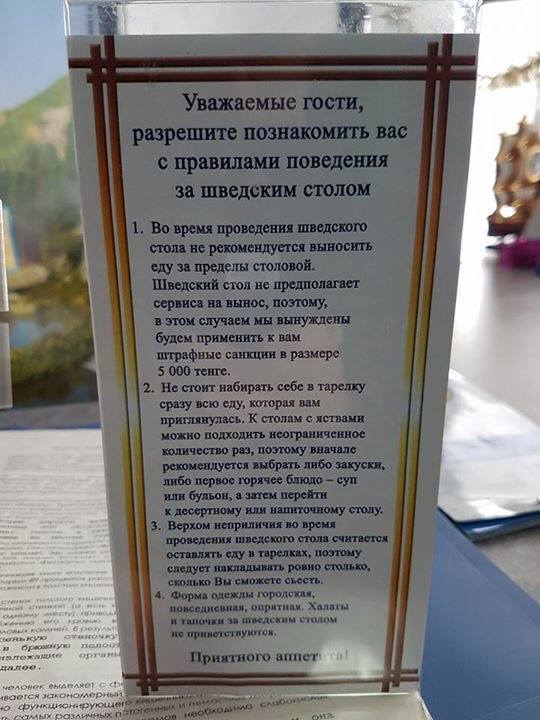 Уважаемые гости,
разрешите познакомить вас
с правилами поведения
за шведским столом
1. Во время проведения шведского
стола не рекомендуется выносить
еду за пределы столовой.
Шведский стол не предполагает
сервиса на вынос, поэтому,
в этом случаем мы вынуждены
будем применить к вам
штрафные санкции в размере
5 000 тенге.
2. Не стоит набирать себе в тарелку
сразу всю еду, которая вам
приглянулась. К столам с яствами
можно подходить неограниченное
количество раз, поэтому вначале
рекомендуется выбрать либо закуски,
либо первое горячее блюдо – суп
или бульон, а затем перейти
к десертному или напиточному столу.
3. Верхом неприличия во время
проведения шведского стола считается
оставлять еду в тарелках, поэтому
следует накладывать ровно столько,
сколько Вы сможете съесть.
4. Форма одежды городская,
повседневная, опрятная. Халаты
и тапочки за шведским столом
не приветствуются.
Приятного аппетита!